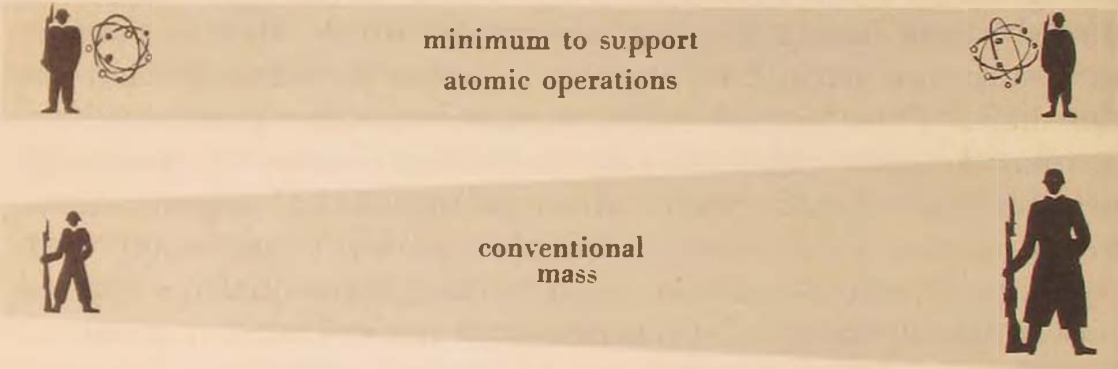 minimum to support
atomic operations
conventional
mass